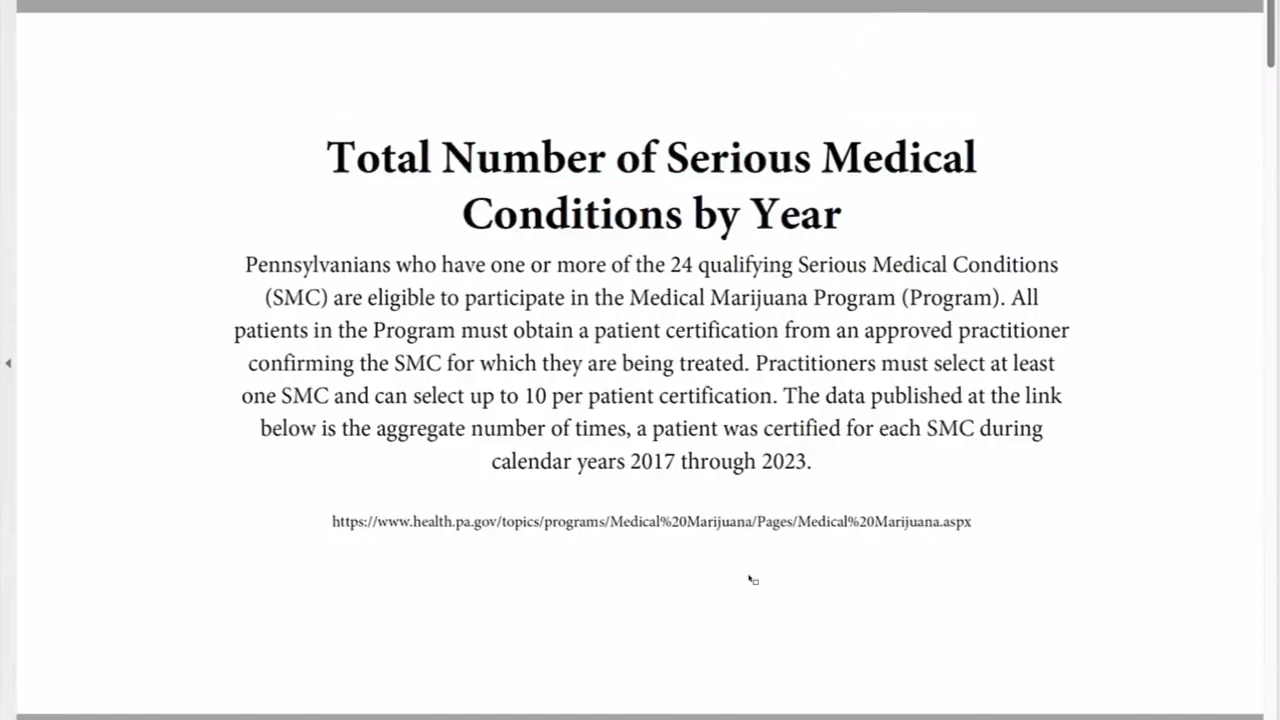 Total Number of Serious Medical
Conditions by Year
Pennsylvanians who have one or more of the 24 qualifying Serious Medical Conditions
(SMC) are eligible to participate in the Medical Marijuana Program (Program). All
patients in the Program must obtain a patient certification from an approved practitioner
confirming the SMC for which they are being treated. Practitioners must select at least
one SMC and can select up to 10 per patient certification. The data published at the link
below is the aggregate number of times, a patient was certified for each SMC during
calendar years 2017 through 2023.
https://www.health.pa.gov/topics/programs/Medical%20Marijuana/Pages/Medical%20Marijuana.aspx